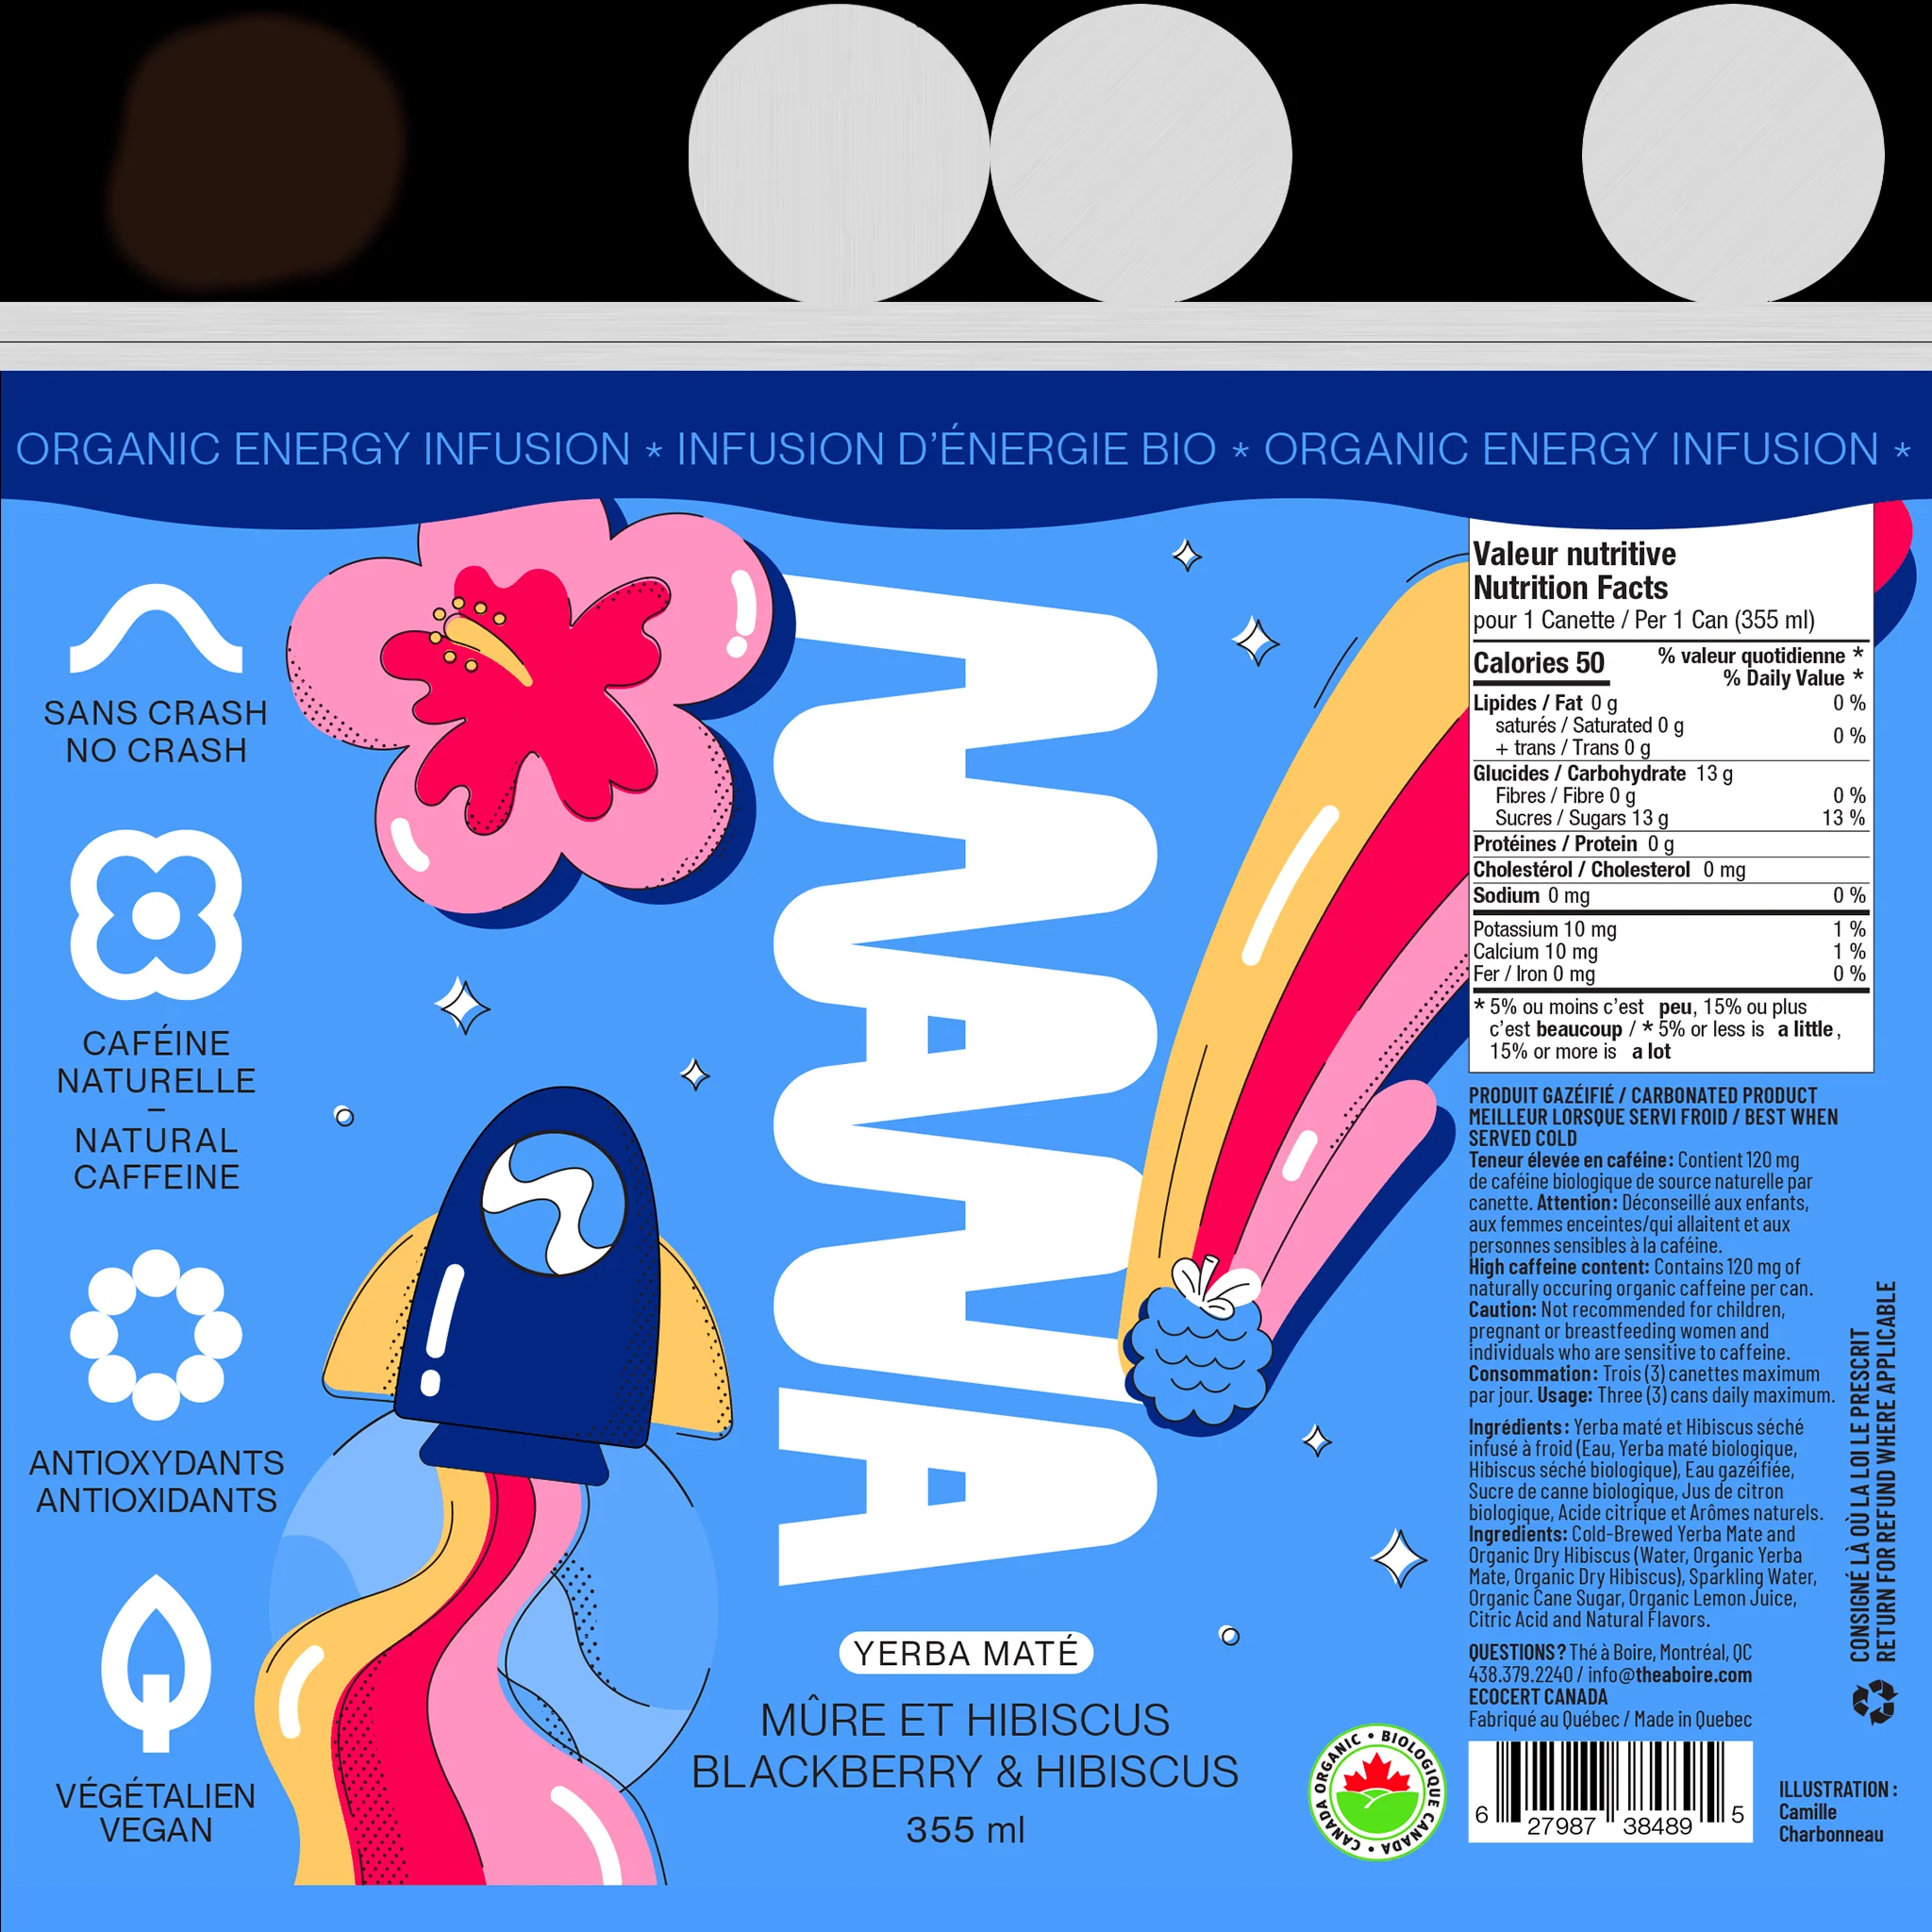 ORGANIC ENERGY INFUSION * INFUSION D'ÉNERGIE BIO * ORGANIC ENERGY INFUSION *
SANS CRASH
NO CRASH
CAFÉINE
NATURELLE
–
NATURAL
CAFFEINE
ANTIOXYDANTS
ANTIOXIDANTS
VÉGÉTALIEN
VEGAN
MAWA
YERBA MATÉ
MÛRE ET HIBISCUS
BLACKBERRY & HIBISCUS
355 ml
Valeur nutritive
Nutrition Facts
pour 1 Canette / Per 1 Can (355 ml)
Calories 50
% valeur quotidienne *
% Daily Value *
Lipides / Fat 0 g 0 %
saturés / Saturated 0 g
+ trans / Trans 0 g 0 %
Glucides / Carbohydrate 13 g
Fibres / Fibre 0 g 0 %
Sucres / Sugars 13 g 13 %
Protéines / Protein 0 g
Cholestérol / Cholesterol 0 mg
Sodium 0 mg 0 %
Potassium 10 mg 1 %
Calcium 10 mg 1 %
Fer / Iron 0 mg 0 %
* 5% ou moins c'est peu, 15% ou plus
c'est beaucoup / * 5% or less is a little,
15% or more is a lot
PRODUIT GAZÉIFIÉ / CARBONATED PRODUCT
MEILLEUR LORSQUE SERVI FROID / BEST WHEN
SERVED COLD
Teneur élevée en caféine: Contient 120 mg
de caféine biologique de source naturelle par
canette. Attention: Déconseillé aux enfants,
aux femmes enceintes/qui allaitent et aux
personnes sensibles à la caféine.
High caffeine content: Contains 120 mg of
naturally occuring organic caffeine per can.
Caution: Not recommended for children,
pregnant or breastfeeding women and
individuals who are sensitive to caffeine.
Consommation: Trois (3) canettes maximum
par jour. Usage: Three (3) cans daily maximum.
Ingrédients: Yerba maté et Hibiscus séché
infusé à froid (Eau, Yerba maté biologique,
Hibiscus séché biologique), Eau gazéifiée,
Sucre de canne biologique, Jus de citron
biologique, Acide citrique et Arômes naturels.
Ingredients: Cold-Brewed Yerba Mate and
Organic Dry Hibiscus (Water, Organic Yerba
Mate, Organic Dry Hibiscus), Sparkling Water,
Organic Cane Sugar, Organic Lemon Juice,
Citric Acid and Natural Flavors.
QUESTIONS? Thé à Boire, Montréal, QC
438.379.2240 / info@theaboire.com
ECOCERT CANADA
Fabriqué au Québec / Made in Quebec
CONSIGNÉ LÀ OÙ LA LOI LE PRESCRIT
RETURN FOR REFUND WHERE APPLICABLE
CANADA ORGANIC • BIOLOGIQUE CANADA •
6 27987 38489 5
ILLUSTRATION :
Camille
Charbonneau